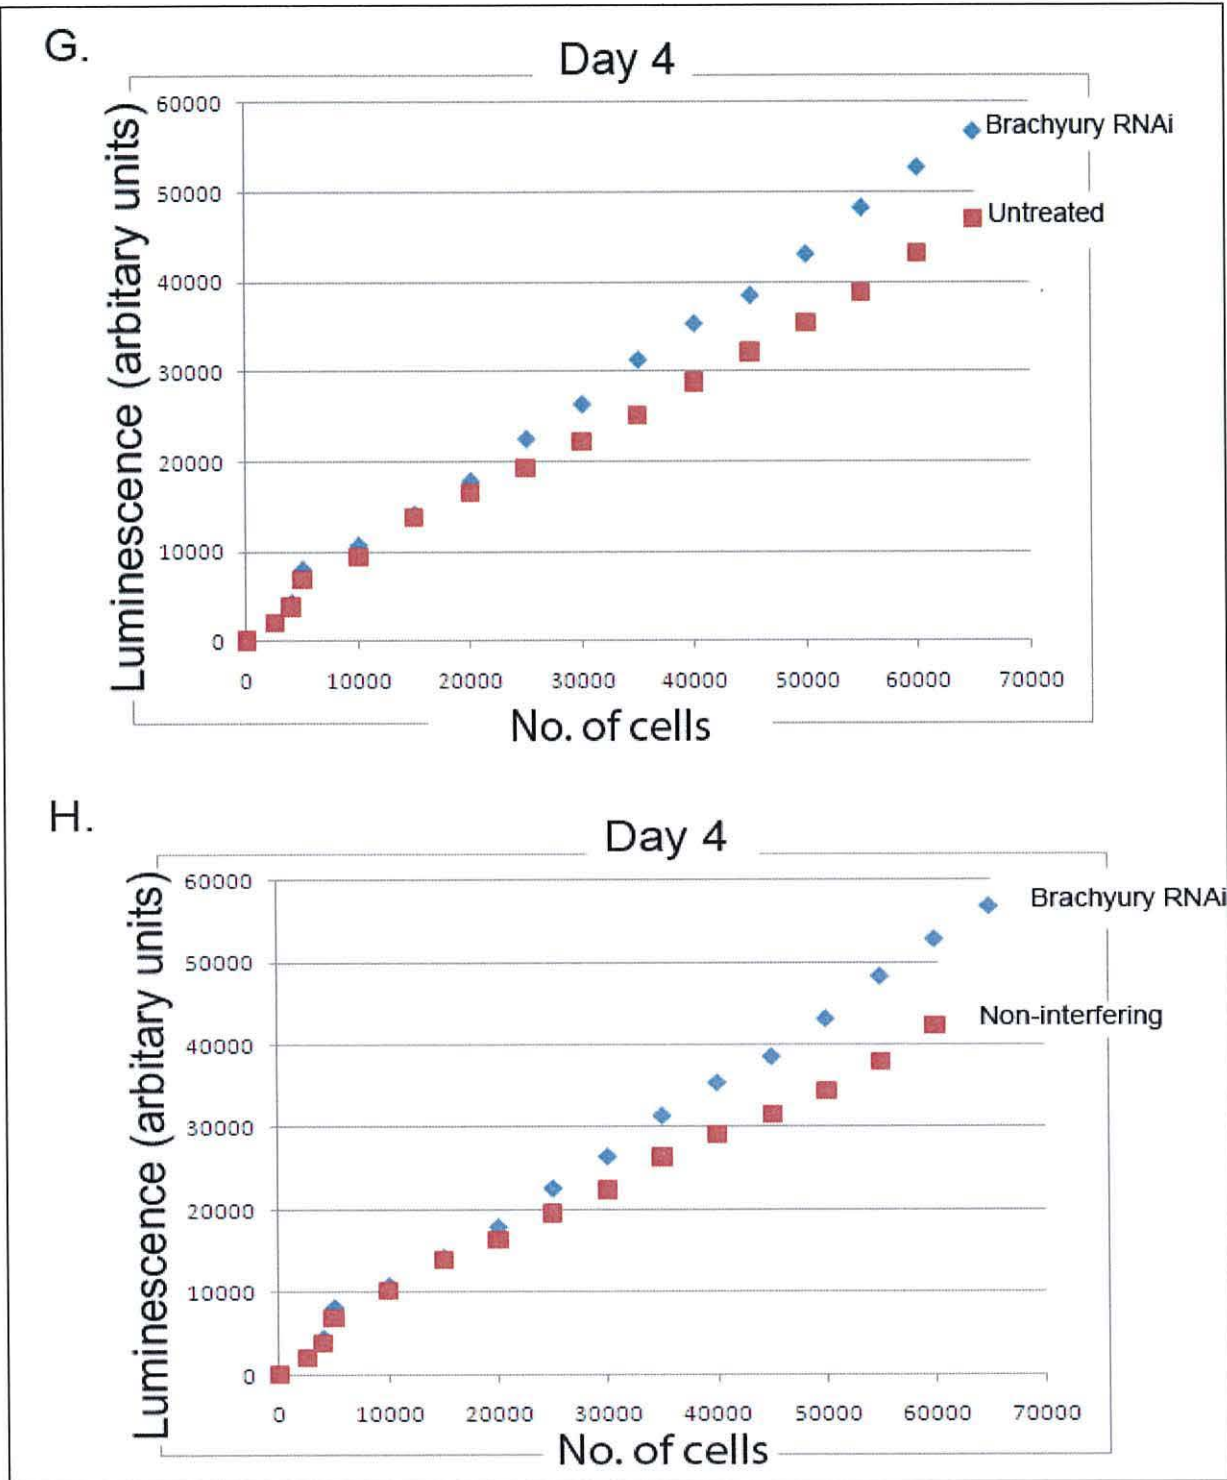 G.
Day 4
Luminescence (arbitary units)
60000
50000
40000
30000
20000
10000
0
Brachyury RNAi
Untreated
0 10000 20000 30000 40000 50000 60000 70000
No. of cells
H.
Day 4
Luminescence (arbitary units)
60000
50000
40000
30000
20000
10000
0
Brachyury RNAi
Non-interfering
0 10000 20000 30000 40000 50000 60000 70000
No. of cells